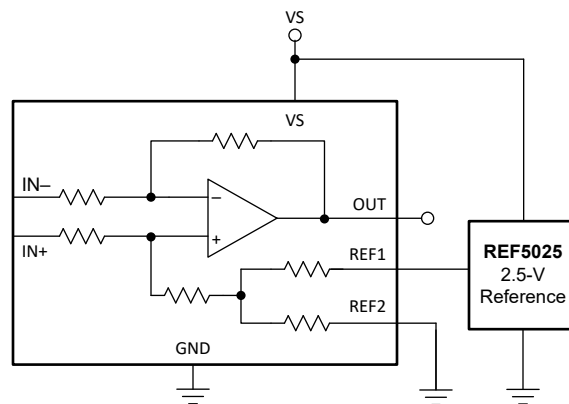 VS
VS
IN−
−
OUT
IN+
+
REF1
REF2
GND
REF5025
2.5-V
Reference